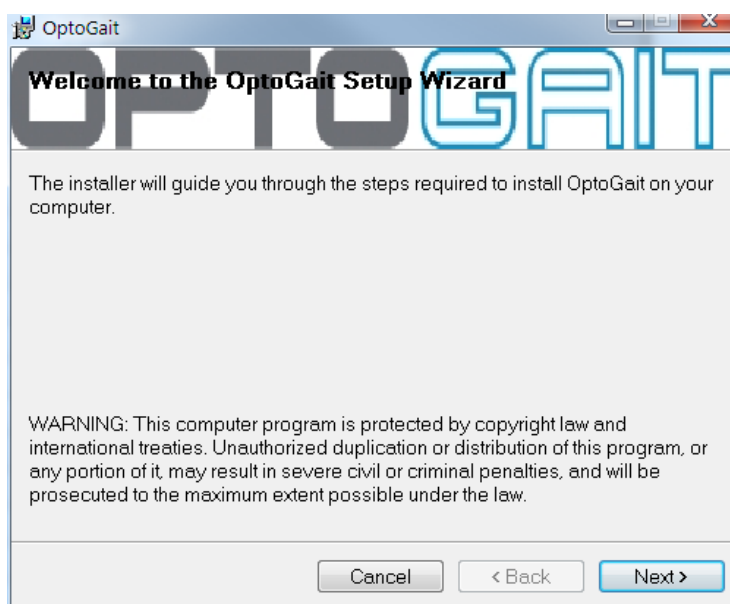 OptoGait
OPTOGAIT
Welcome to the OptoGait Setup Wizard
The installer will guide you through the steps required to install OptoGait on your
computer.
WARNING: This computer program is protected by copyright law and
international treaties. Unauthorized duplication or distribution of this program, or
any portion of it, may result in severe civil or criminal penalties, and will be
prosecuted to the maximum extent possible under the law.
Cancel
< Back
Next >